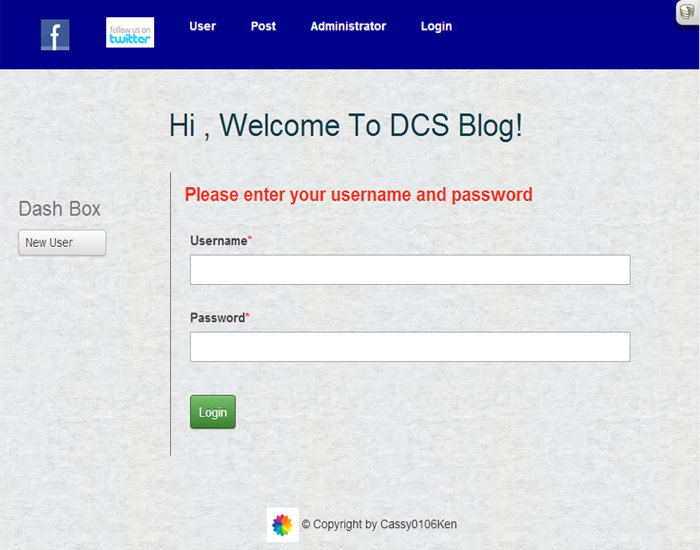 follow us on
twitter
User
Post
Administrator
Login
Hi , Welcome To DCS Blog!
Dash Box
New User
Please enter your username and password
Username*
Password*
Login
© Copyright by Cassy0106Ken